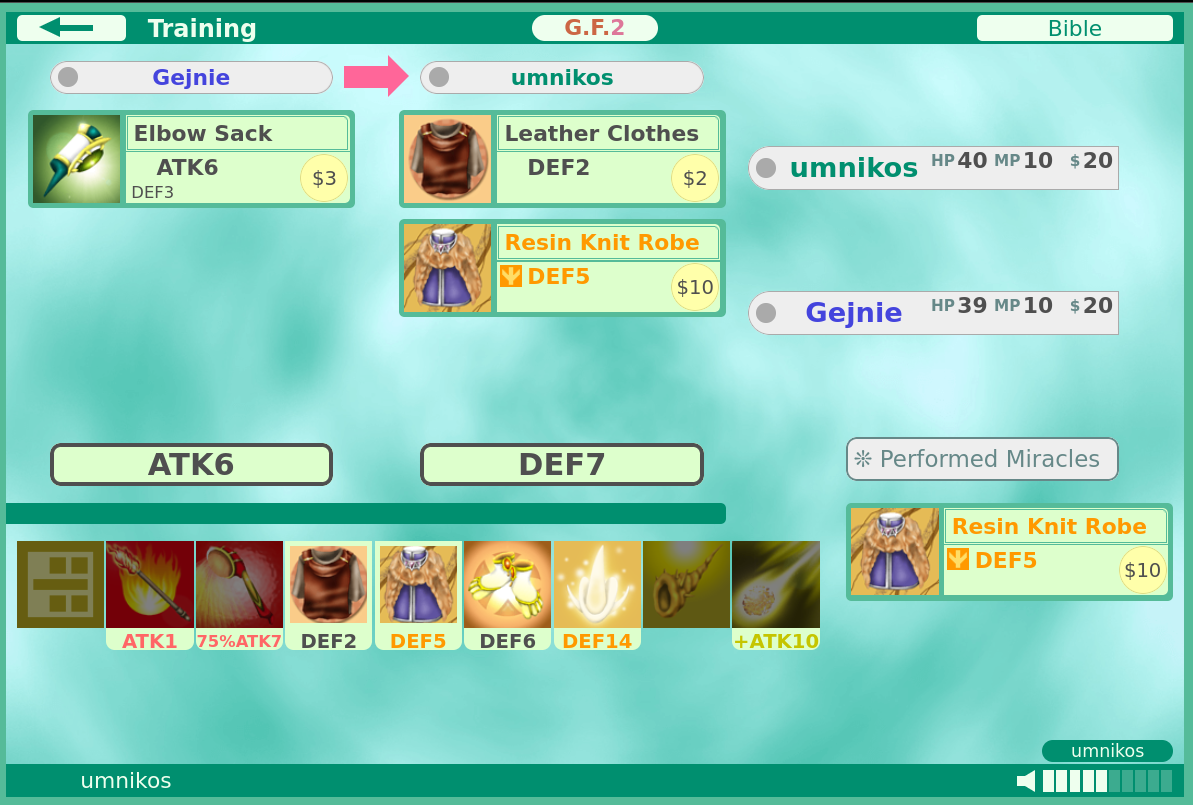 Training
G.F.2
Bible
Gejnie
umnikos
Elbow Sack
ATK6
DEF3
$3
Leather Clothes
DEF2
$2
Resin Knit Robe
DEF5
$10
umnikos HP40 MP10 $20
Gejnie HP39 MP10 $20
ATK6
DEF7
❊ Performed Miracles
Resin Knit Robe
DEF5
$10
ATK1 75%ATK7 DEF2 DEF5 DEF6 DEF14 +ATK10
umnikos
umnikos